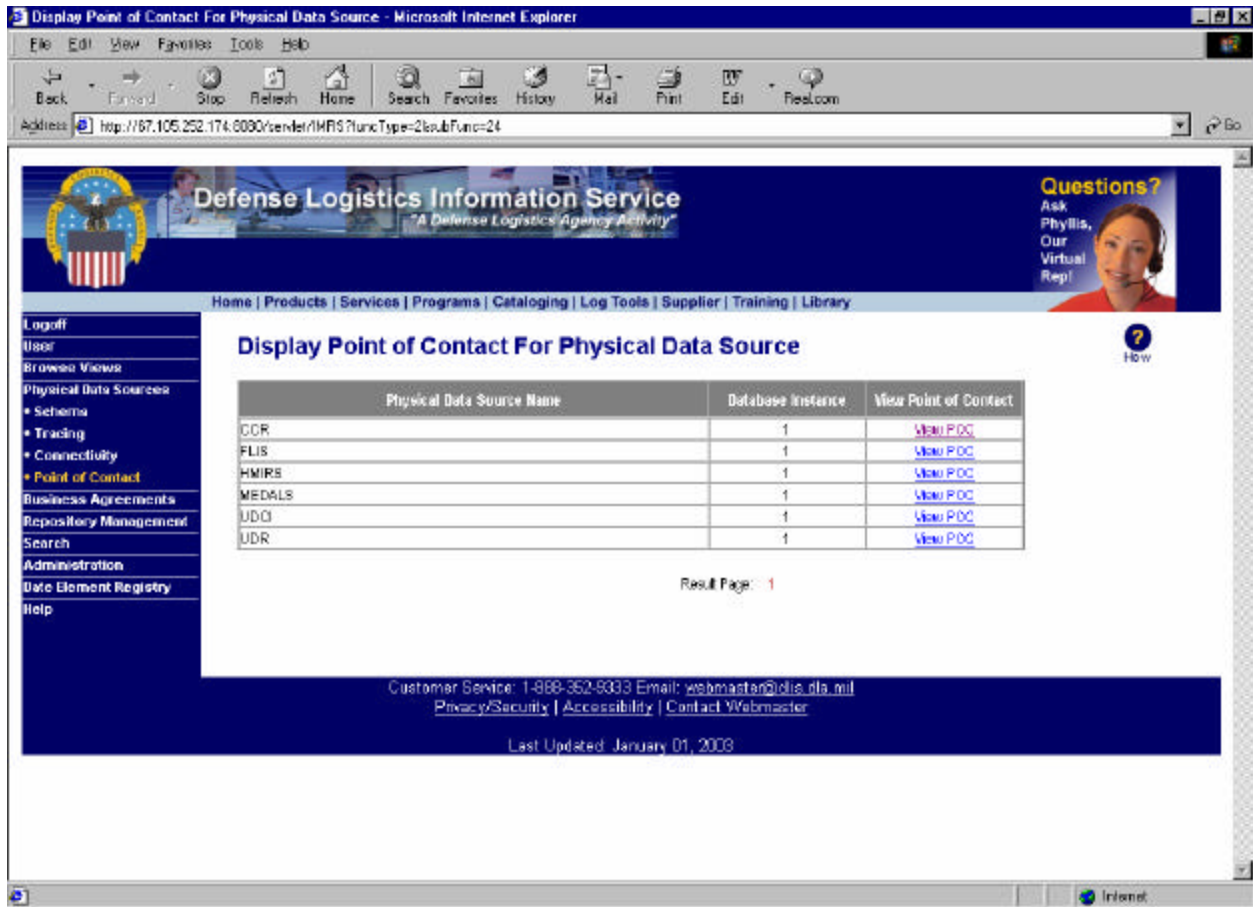 Display Point of Contact For Physical Data Source - Microsoft Internet Explorer
File Edit View Favorites Tools Help
Back Forward Stop Refresh Home Search Favorites History Mail Print Edit Real.com
Address http://67.105.252.174:8080/servlet/IMRIS?funcType=2&subFunc=24 Go
Defense Logistics Information Service
"A Defense Logistics Agency Activity"
Questions?
Ask
Phyllis,
Our
Virtual
Rep!
Home | Products | Services | Programs | Cataloging | Log Tools | Supplier | Training | Library
Logoff
User
Browse Views
Physical Data Sources
• Schema
• Tracing
• Connectivity
• Point of Contact
Business Agreements
Repository Management
Search
Administration
Date Element Registry
Help
Display Point of Contact For Physical Data Source
?
How
Physical Data Source Name Database Instance View Point of Contact
CCR 1 View POC
FLIS 1 View POC
HMIRS 1 View POC
MEDALS 1 View POC
UDCI 1 View POC
UDR 1 View POC
Result Page: 1
Customer Service: 1-888-352-9333 Email: webmaster@dlis.dla.mil
Privacy/Security | Accessibility | Contact Webmaster
Last Updated: January 01, 2003
Internet